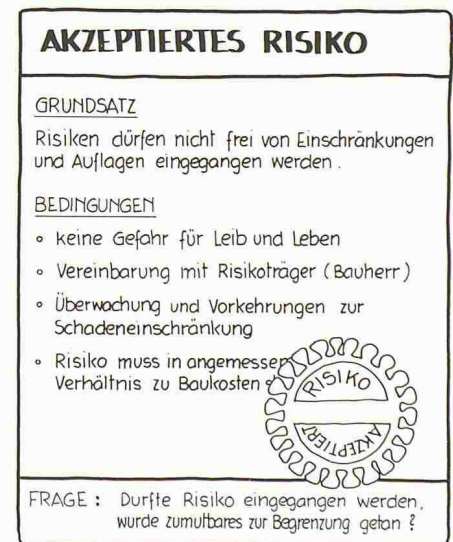 AKZEPTIERTES RISIKO
GRUNDSATZ
Risiken dürfen nicht frei von Einschränkungen
und Auflagen eingegangen werden.
BEDINGUNGEN
◦ keine Gefahr für Leib und Leben
◦ Vereinbarung mit Risikoträger (Bauherr)
◦ Überwachung und Vorkehrungen zur
Schadeneinschränkung
◦ Risiko muss in
Verhältnis zu Baukosten
RISIKO
AKZEPTIERT
FRAGE : Durfte Risiko eingegangen werden,
wurde zumutbares zur Begrenzung getan ?